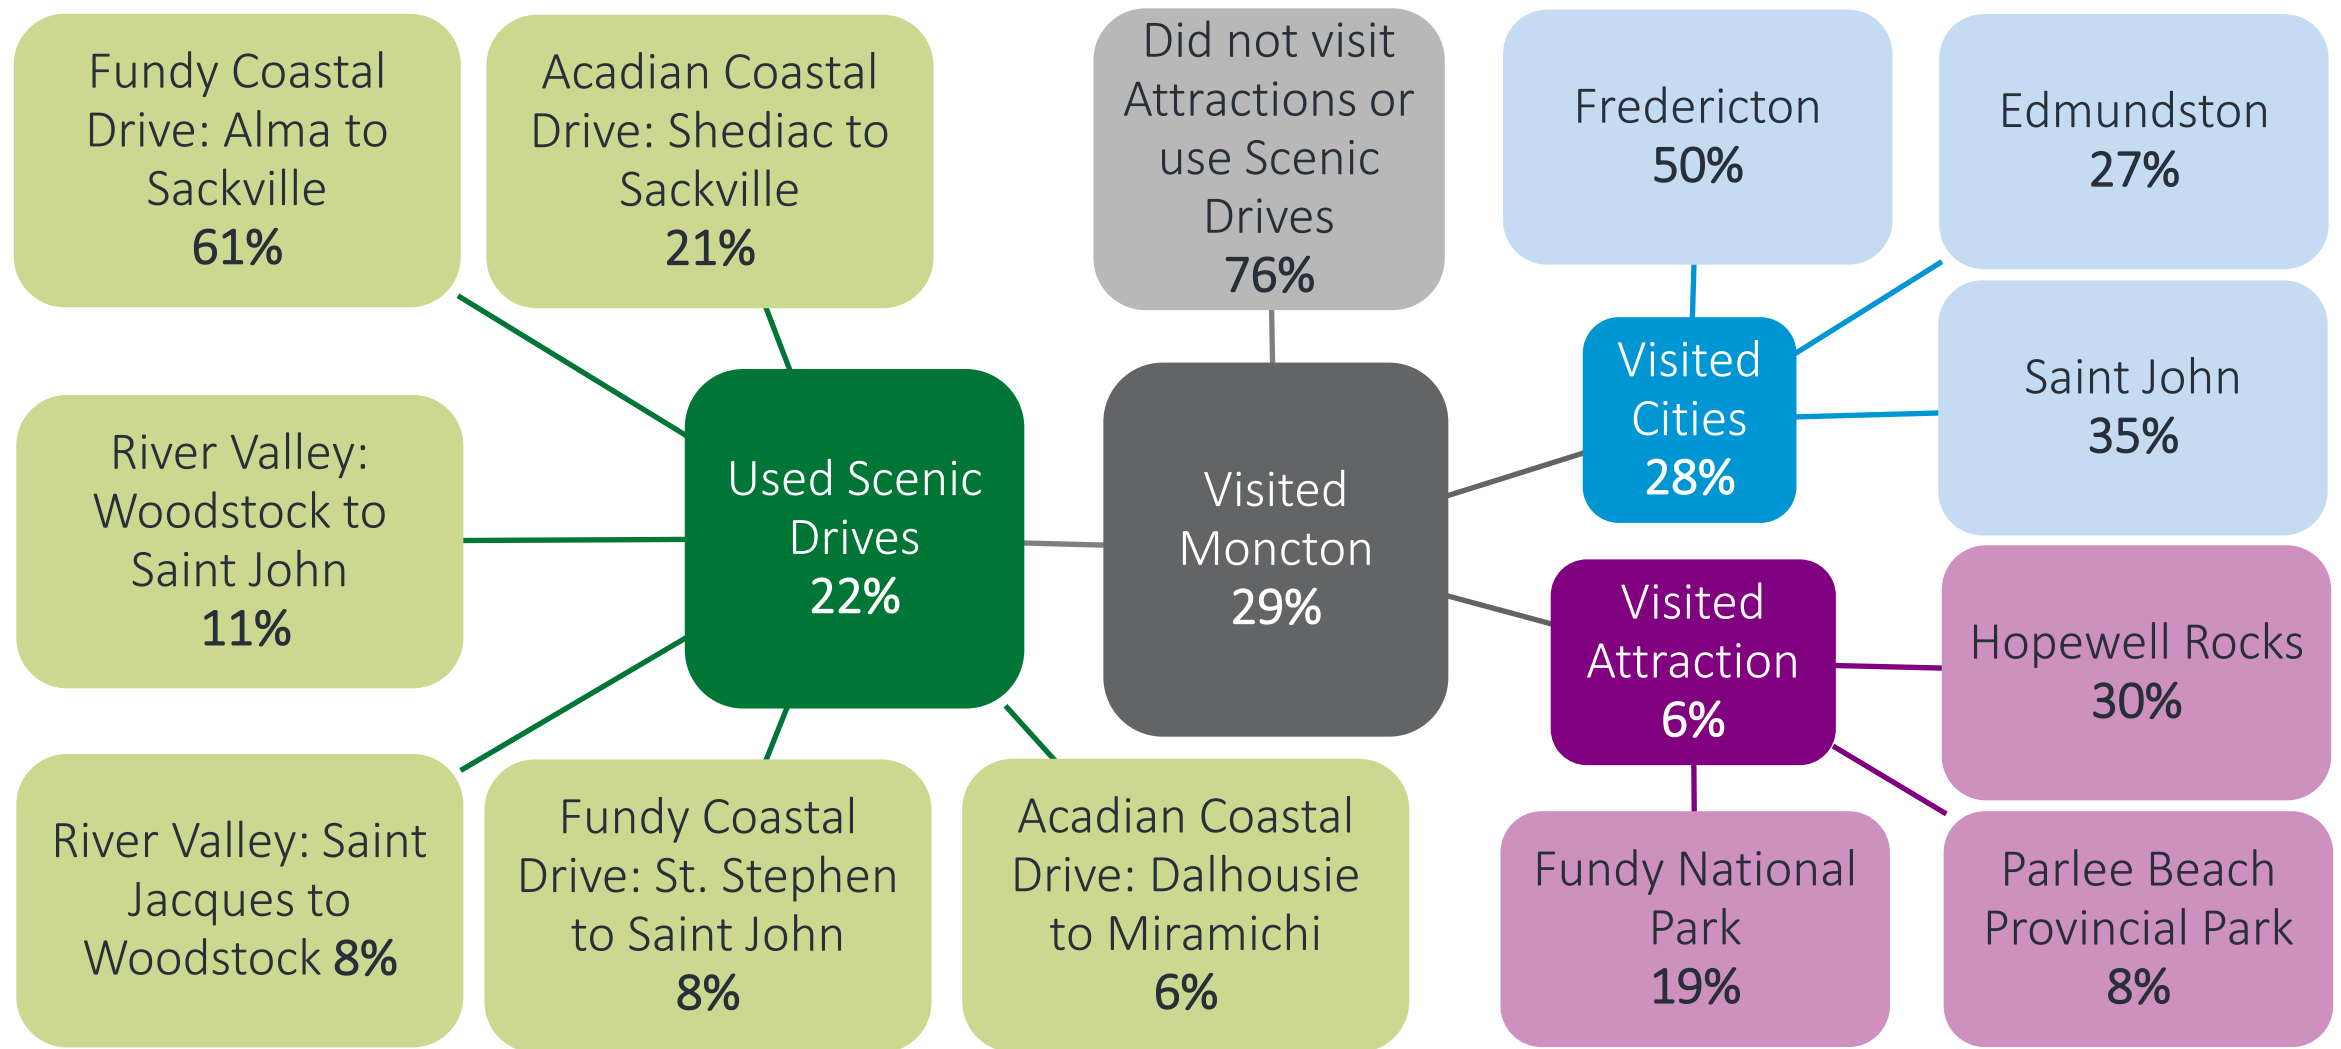 Fundy Coastal
Drive: Alma to
Sackville
61%
Acadian Coastal
Drive: Shediac to
Sackville
21%
Did not visit
Attractions or
use Scenic
Drives
76%
Fredericton
50%
Edmundston
27%
River Valley:
Woodstock to
Saint John
11%
Used Scenic
Drives
22%
Visited
Moncton
29%
Visited
Cities
28%
Saint John
35%
Visited
Attraction
6%
Hopewell Rocks
30%
River Valley: Saint
Jacques to
Woodstock 8%
Fundy Coastal
Drive: St. Stephen
to Saint John
8%
Acadian Coastal
Drive: Dalhousie
to Miramichi
6%
Fundy National
Park
19%
Parlee Beach
Provincial Park
8%